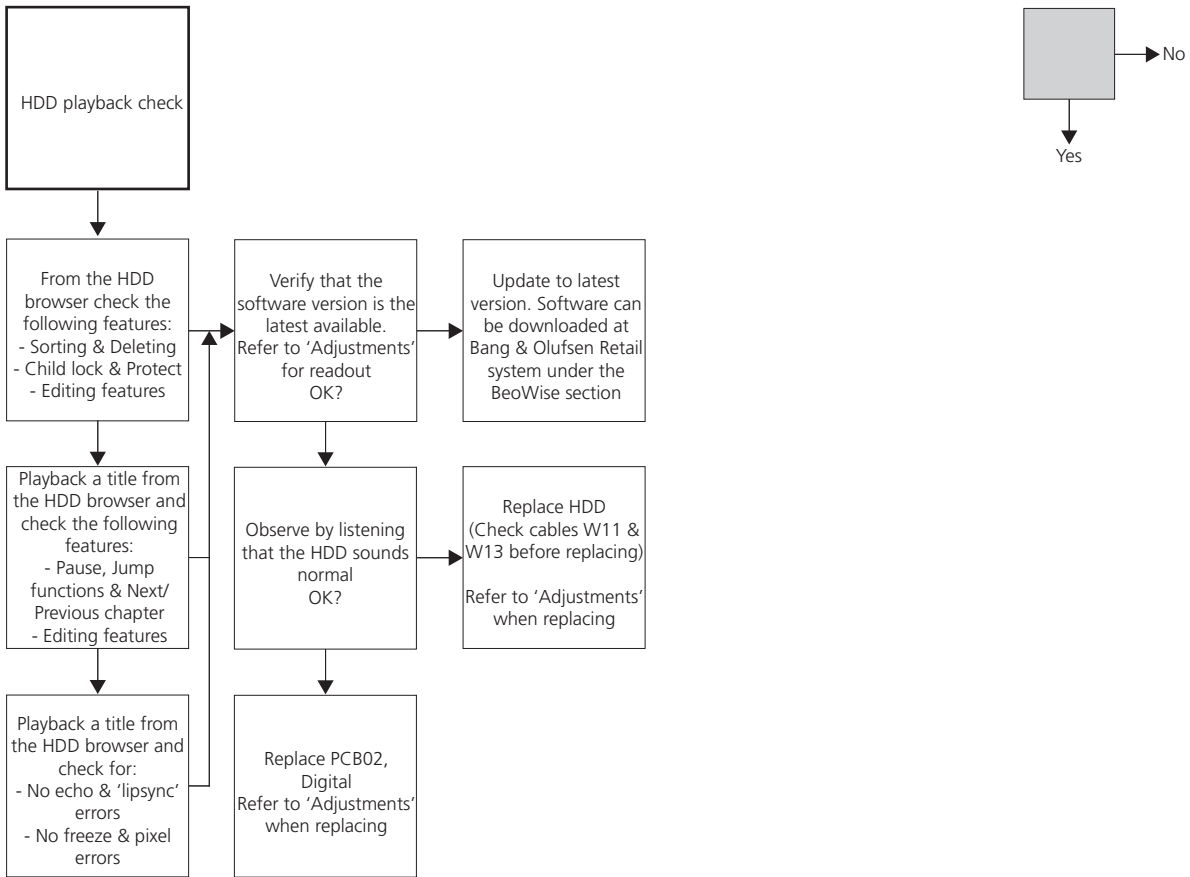 HDD playback check
No
Yes
From the HDD
browser check the
following features:
- Sorting & Deleting
- Child lock & Protect
- Editing features
Verify that the
software version is the
latest available.
Refer to ‘Adjustments’
for readout
OK?
Update to latest
version. Software can
be downloaded at
Bang & Olufsen Retail
system under the
BeoWise section
Playback a title from
the HDD browser and
check the following
features:
- Pause, Jump
functions & Next/
Previous chapter
- Editing features
Observe by listening
that the HDD sounds
normal
OK?
Replace HDD
(Check cables W11 &
W13 before replacing)
Refer to ‘Adjustments’
when replacing
Playback a title from
the HDD browser and
check for:
- No echo & ‘lipsync’
errors
- No freeze & pixel
errors
Replace PCB02,
Digital
Refer to ‘Adjustments’
when replacing